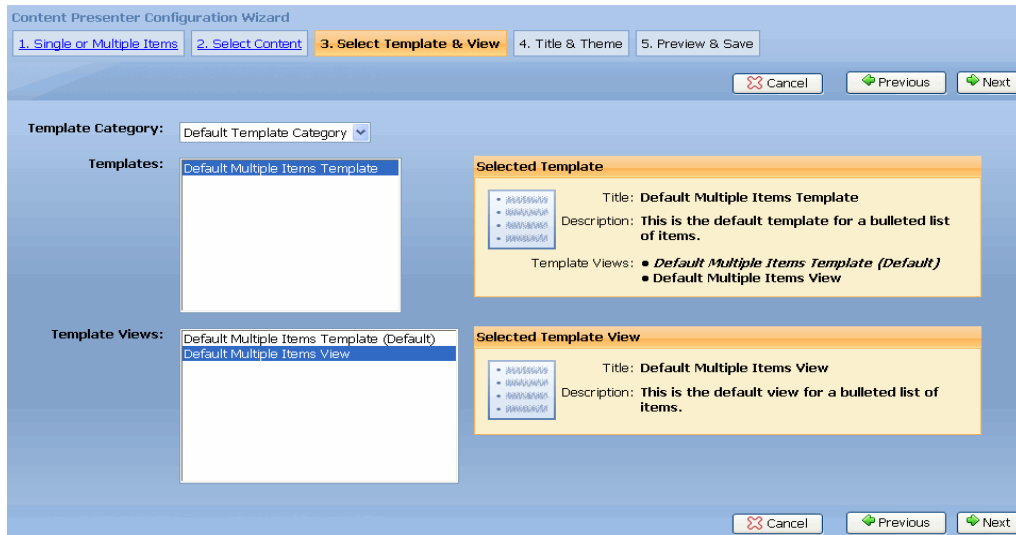 Content Presenter Configuration Wizard
1. Single or Multiple Items
2. Select Content
3. Select Template & View
4. Title & Theme
5. Preview & Save
Cancel
Previous
Next
Template Category:
Default Template Category
Templates:
Default Multiple Items Template
Selected Template
Title: Default Multiple Items Template
Description: This is the default template for a bulleted list
of items.
Template Views: • Default Multiple Items Template (Default)
• Default Multiple Items View
Template Views:
Default Multiple Items Template (Default)
Default Multiple Items View
Selected Template View
Title: Default Multiple Items View
Description: This is the default view for a bulleted list of
items.
Cancel
Previous
Next